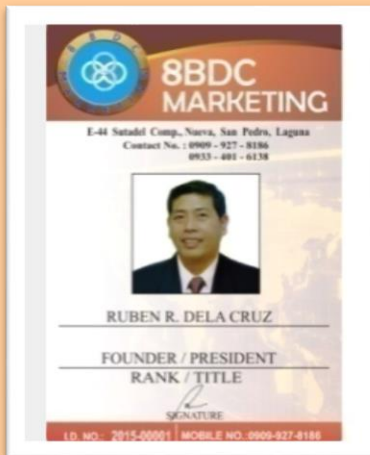 8BDC
8BDC
MARKETING
E-44 Sutadel Comp., Nueva, San Pedro, Laguna
Contact No. : 0909 - 927 - 8186
0933 - 401 - 6138
RUBEN R. DELA CRUZ
FOUNDER / PRESIDENT
RANK / TITLE
SIGNATURE
I.D. NO.: 2015-00001 MOBILE NO.:0909-927-8186